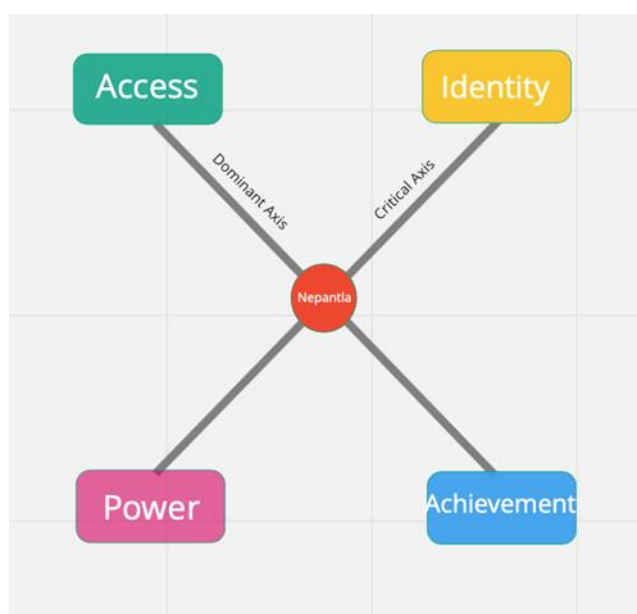 Access
Identity
Dominant Axis
Critical Axis
Nepantla
Power
Achievement